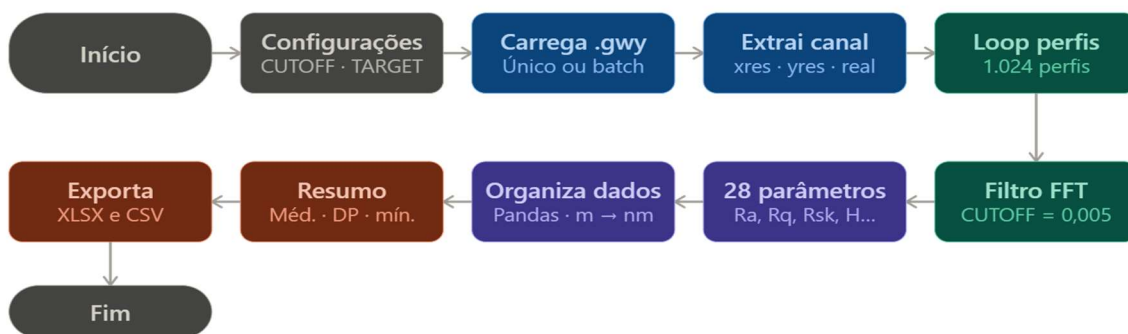 Início
Configurações
CUTOFF · TARGET
Carrega .gwy
Único ou batch
Extrai canal
xres · yres · real
Loop perfis
1.024 perfis
Filtro FFT
CUTOFF = 0,005
28 parâmetros
Ra, Rq, Rsk, H...
Organiza dados
Pandas · m → nm
Resumo
Méd. · DP · mín.
Exporta
XLSX e CSV
Fim